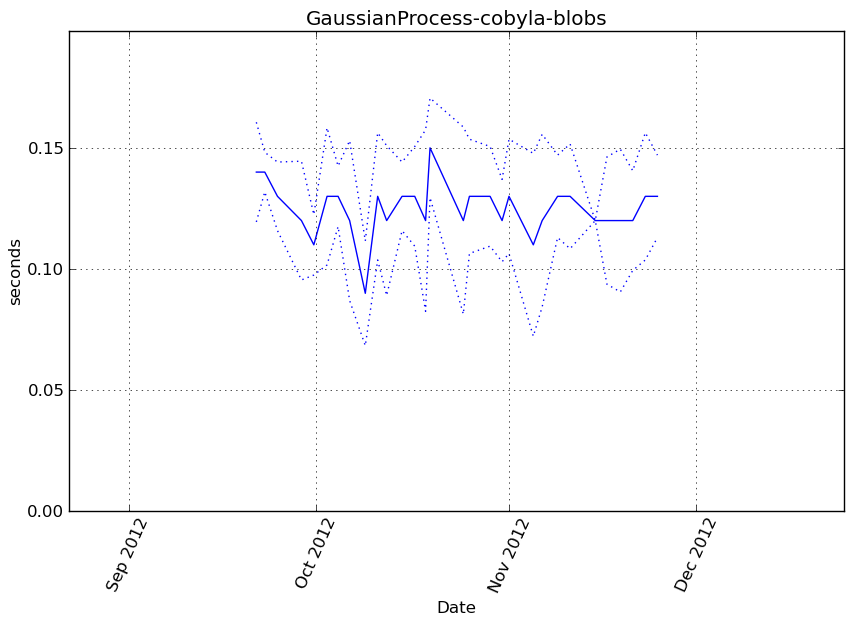 GaussianProcess-cobyla-blobs
0.15
0.10
0.05
0.00
seconds
Sep 2012
Oct 2012
Nov 2012
Dec 2012
Date